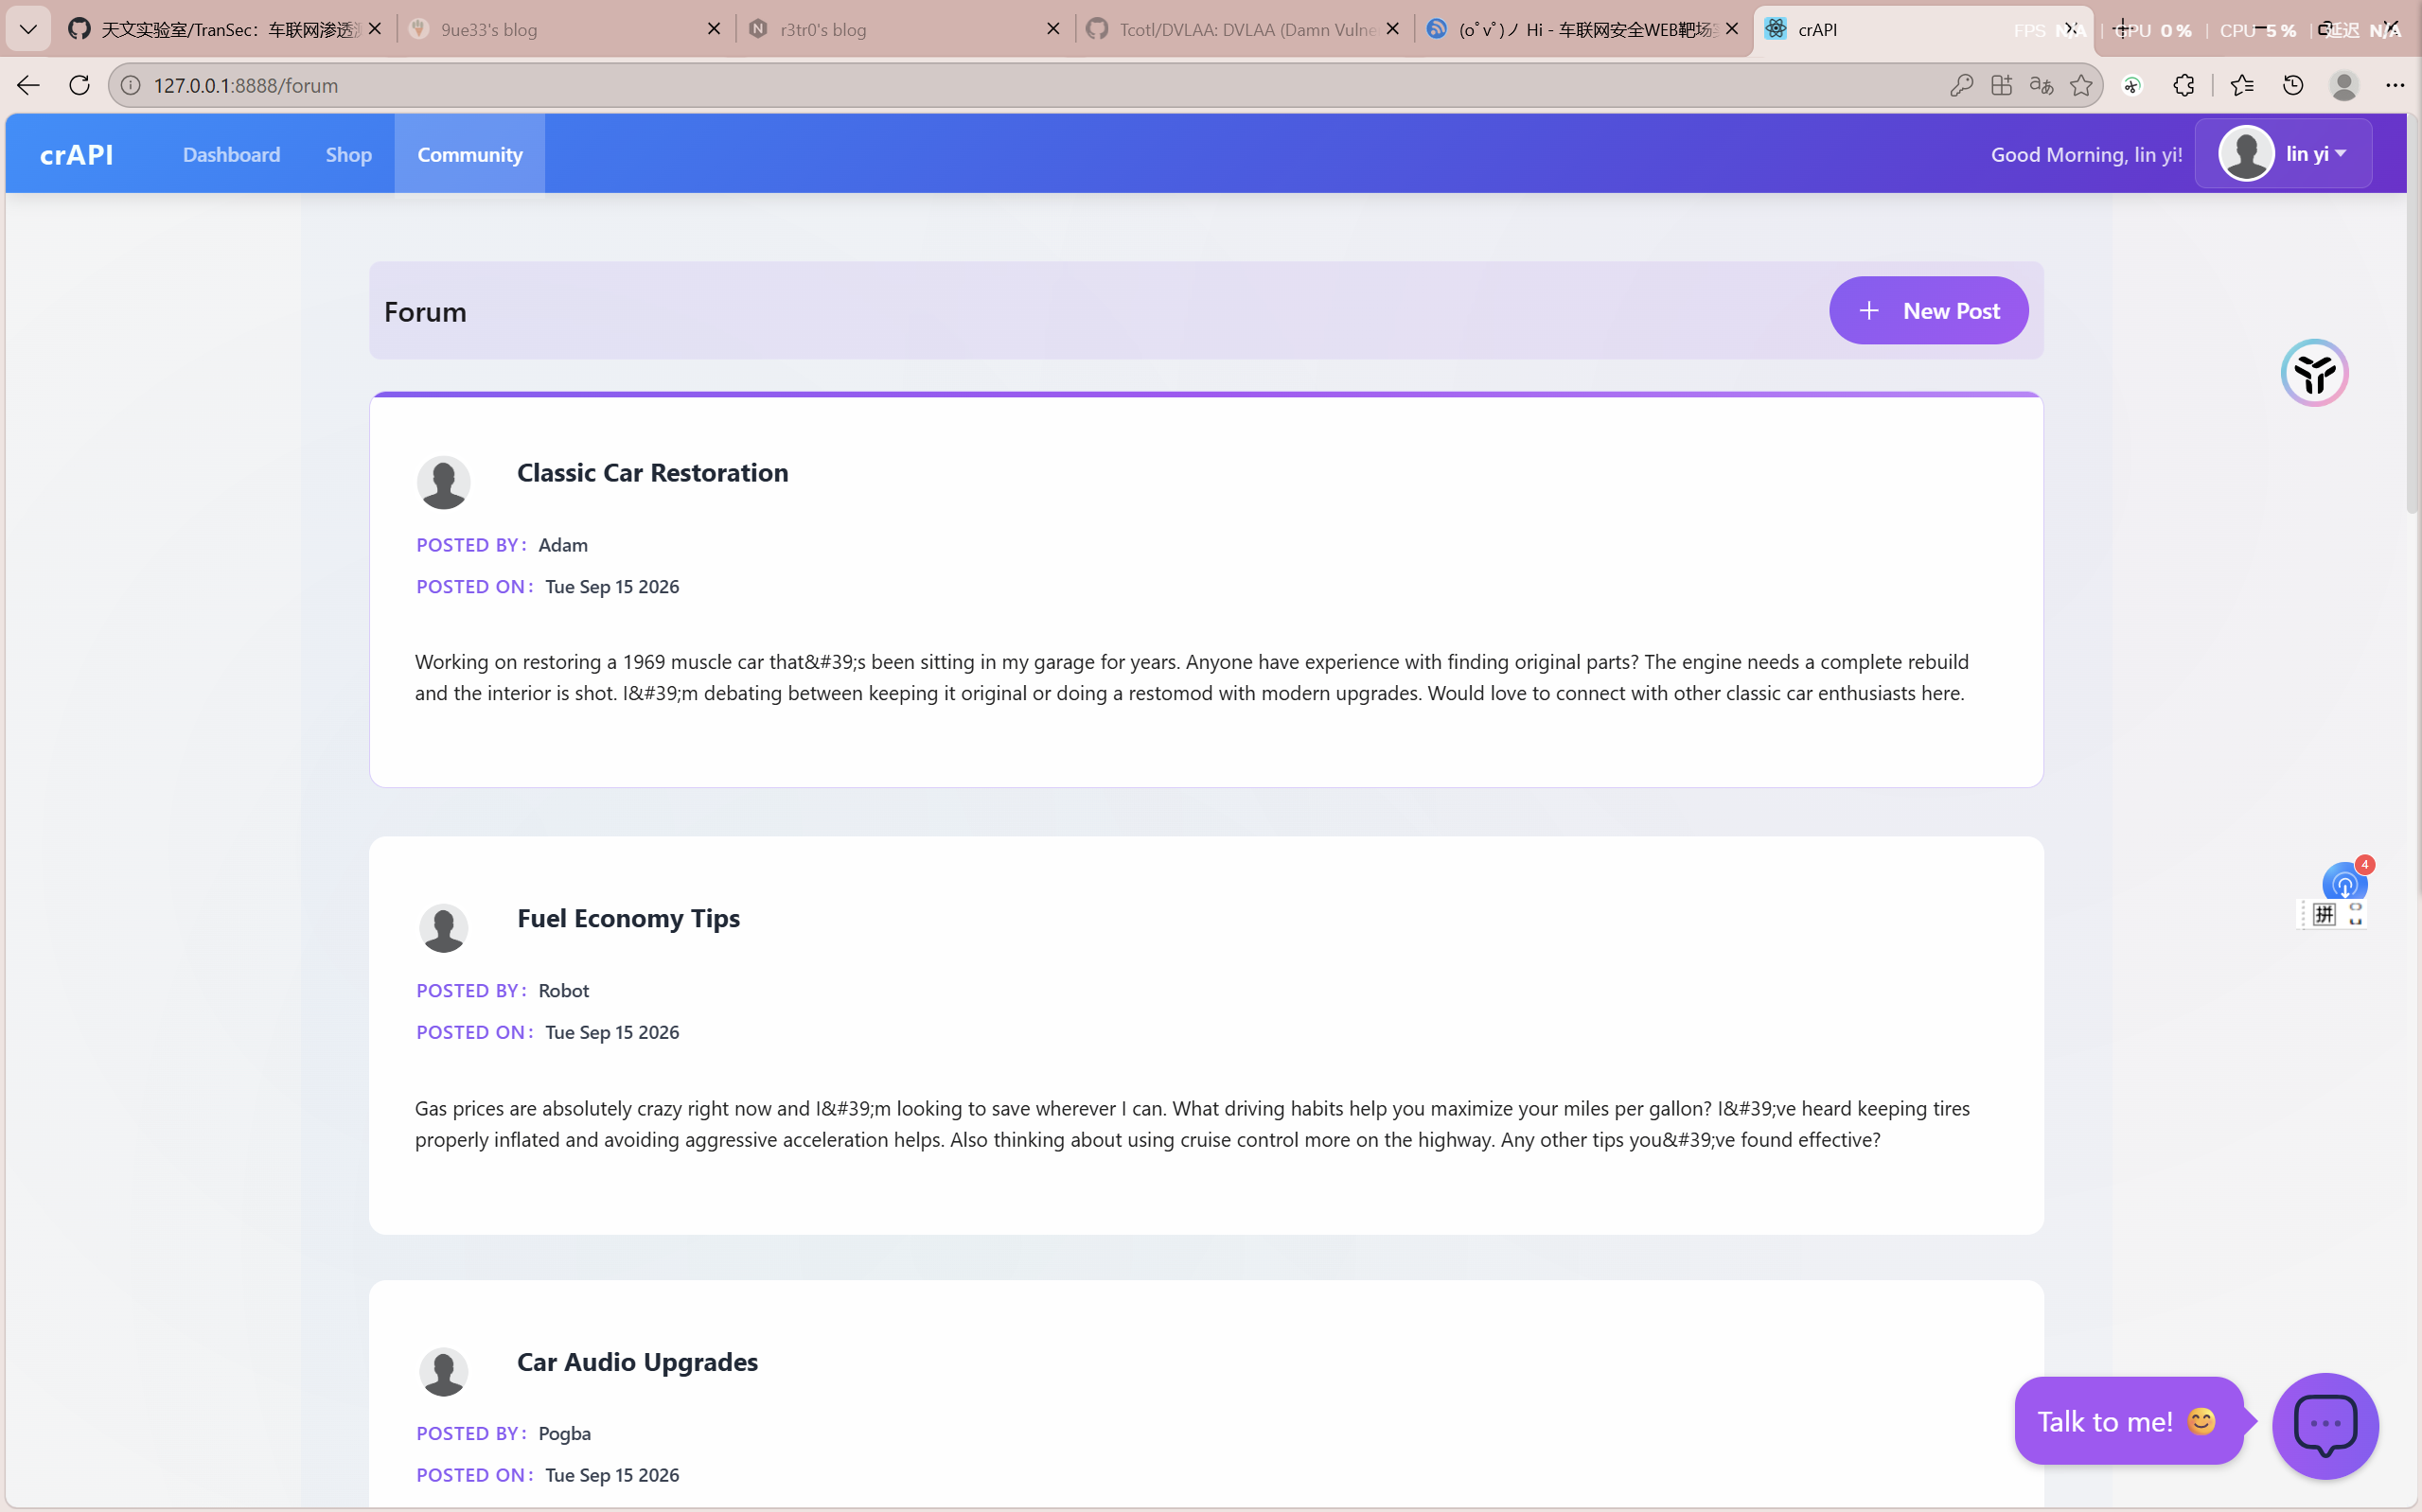 天文实验室/TranSec：车联网渗透
9ue33's blog
r3tr0's blog
Tcotl/DVLAA: DVLAA (Damn Vulne
(oﾟvﾟ)ノ Hi - 车联网安全WEB靶场
crAPI
FPS N/A | GPU 0 % | CPU 5 % | 延迟 N/A
127.0.0.1:8888/forum
crAPI
Dashboard
Shop
Community
Good Morning, lin yi!
lin yi
Forum
+ New Post
Classic Car Restoration
POSTED BY: Adam
POSTED ON: Tue Sep 15 2026
Working on restoring a 1969 muscle car that&#39;s been sitting in my garage for years. Anyone have experience with finding original parts? The engine needs a complete rebuild
and the interior is shot. I&#39;m debating between keeping it original or doing a restomod with modern upgrades. Would love to connect with other classic car enthusiasts here.
Fuel Economy Tips
POSTED BY: Robot
POSTED ON: Tue Sep 15 2026
Gas prices are absolutely crazy right now and I&#39;m looking to save wherever I can. What driving habits help you maximize your miles per gallon? I&#39;ve heard keeping tires
properly inflated and avoiding aggressive acceleration helps. Also thinking about using cruise control more on the highway. Any other tips you&#39;ve found effective?
4
拼
Car Audio Upgrades
POSTED BY: Pogba
POSTED ON: Tue Sep 15 2026
Talk to me! 😊